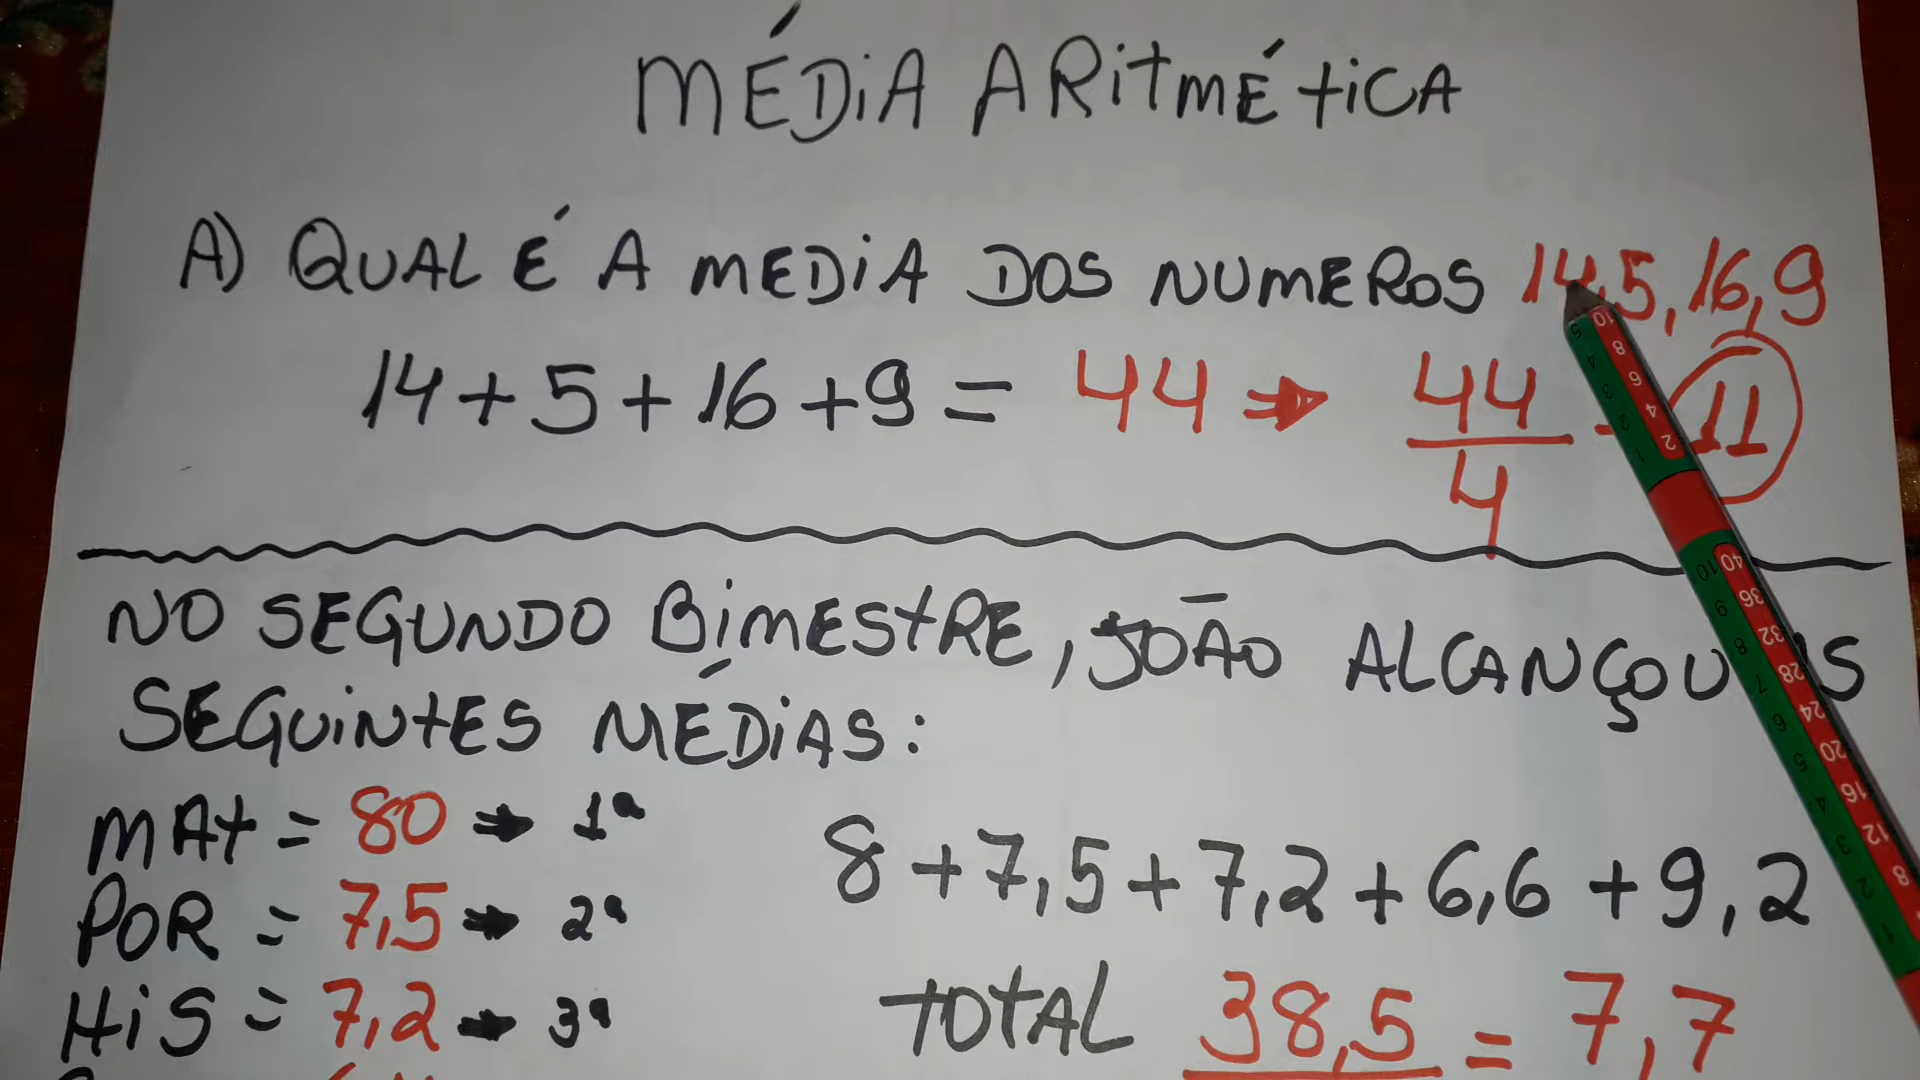 MÉDIA ARITMÉTICA
A) QUAL É A MEDIA DOS NUMEROS 14,5,16,9
14+5+16+9= 44 ⇒ 44
4
11
NO SEGUNDO BIMESTRE, JOÃO ALCANÇOU
SEGUINTES MÉDIAS:
MAT = 80 → 1ª
POR = 7,5 → 2ª
HIS = 7,2 → 3ª
8+7,5+7,2+6,6+9,2
TOTAL 38,5 = 7,7